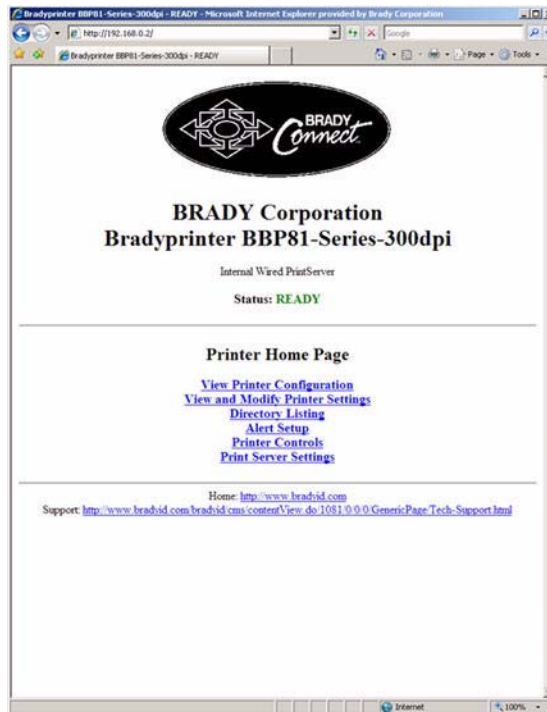 Bradyprinter BBP81-Series-300dpi - READY - Microsoft Internet Explorer provided by Brady Corporation
http://192.168.0.2/
Google
Bradyprinter BBP81-Series-300dpi - READY
Page
Tools
BRADY
Connect
BRADY Corporation
Bradyprinter BBP81-Series-300dpi
Internal Wired PrintServer
Status: READY
Printer Home Page
View Printer Configuration
View and Modify Printer Settings
Directory Listing
Alert Setup
Printer Controls
Print Server Settings
Home: http://www.bradyid.com
Support: http://www.bradyid.com/bradyid/cms/contentView.do/1081/0/0/0/GenericPage/Tech-Support.html
Internet
100%